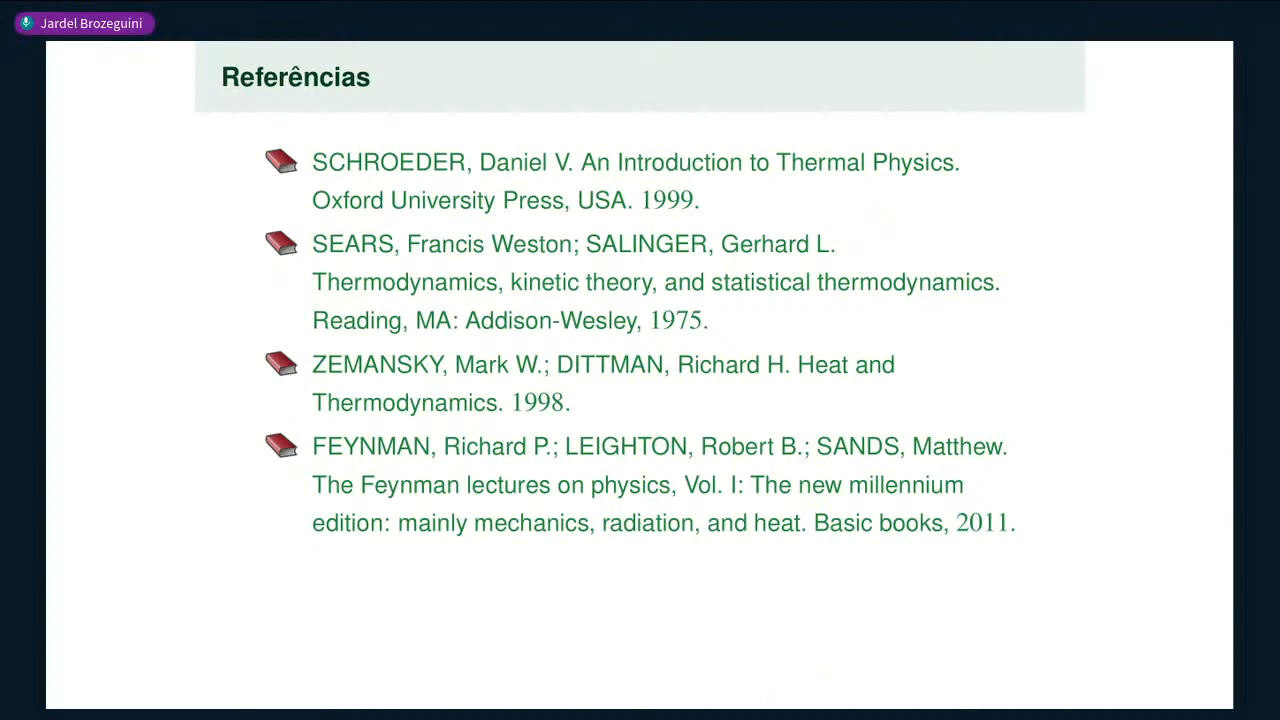 Jardel Brozeguini
Referências
SCHROEDER, Daniel V. An Introduction to Thermal Physics.
Oxford University Press, USA. 1999.
SEARS, Francis Weston; SALINGER, Gerhard L.
Thermodynamics, kinetic theory, and statistical thermodynamics.
Reading, MA: Addison-Wesley, 1975.
ZEMANSKY, Mark W.; DITTMAN, Richard H. Heat and
Thermodynamics. 1998.
FEYNMAN, Richard P.; LEIGHTON, Robert B.; SANDS, Matthew.
The Feynman lectures on physics, Vol. I: The new millennium
edition: mainly mechanics, radiation, and heat. Basic books, 2011.